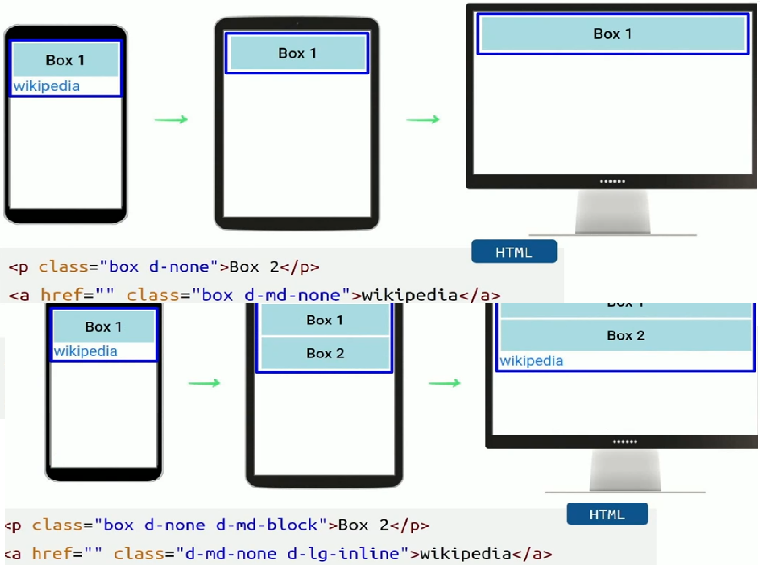 Box 1
wikipedia
Box 1
Box 1
HTML
<p class="box d-none">Box 2</p>
<a href="" class="box d-md-none">wikipedia</a>
Box 1
wikipedia
Box 1
Box 2
Box 1
Box 2
wikipedia
HTML
<p class="box d-none d-md-block">Box 2</p>
<a href="" class="d-md-none d-lg-inline">wikipedia</a>